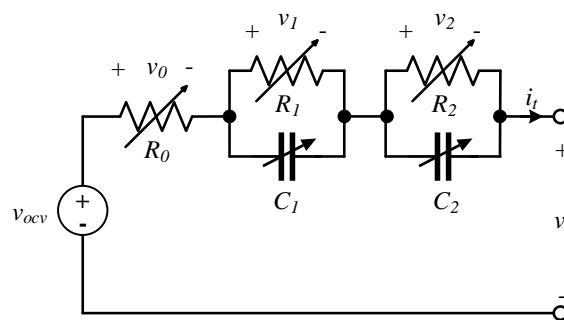 + v0 -
+ v1 -
+ v2 -
R0
R1
R2
C1
C2
it
vocv
+
-
+
v
-